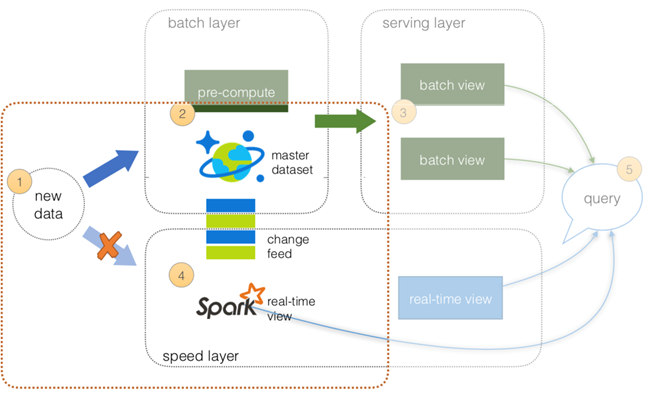 batch layer
serving layer
pre-compute
batch view
2
3
master
dataset
batch view
1
new
data
5
query
change
feed
4
Spark
real-time
view
real-time view
speed layer